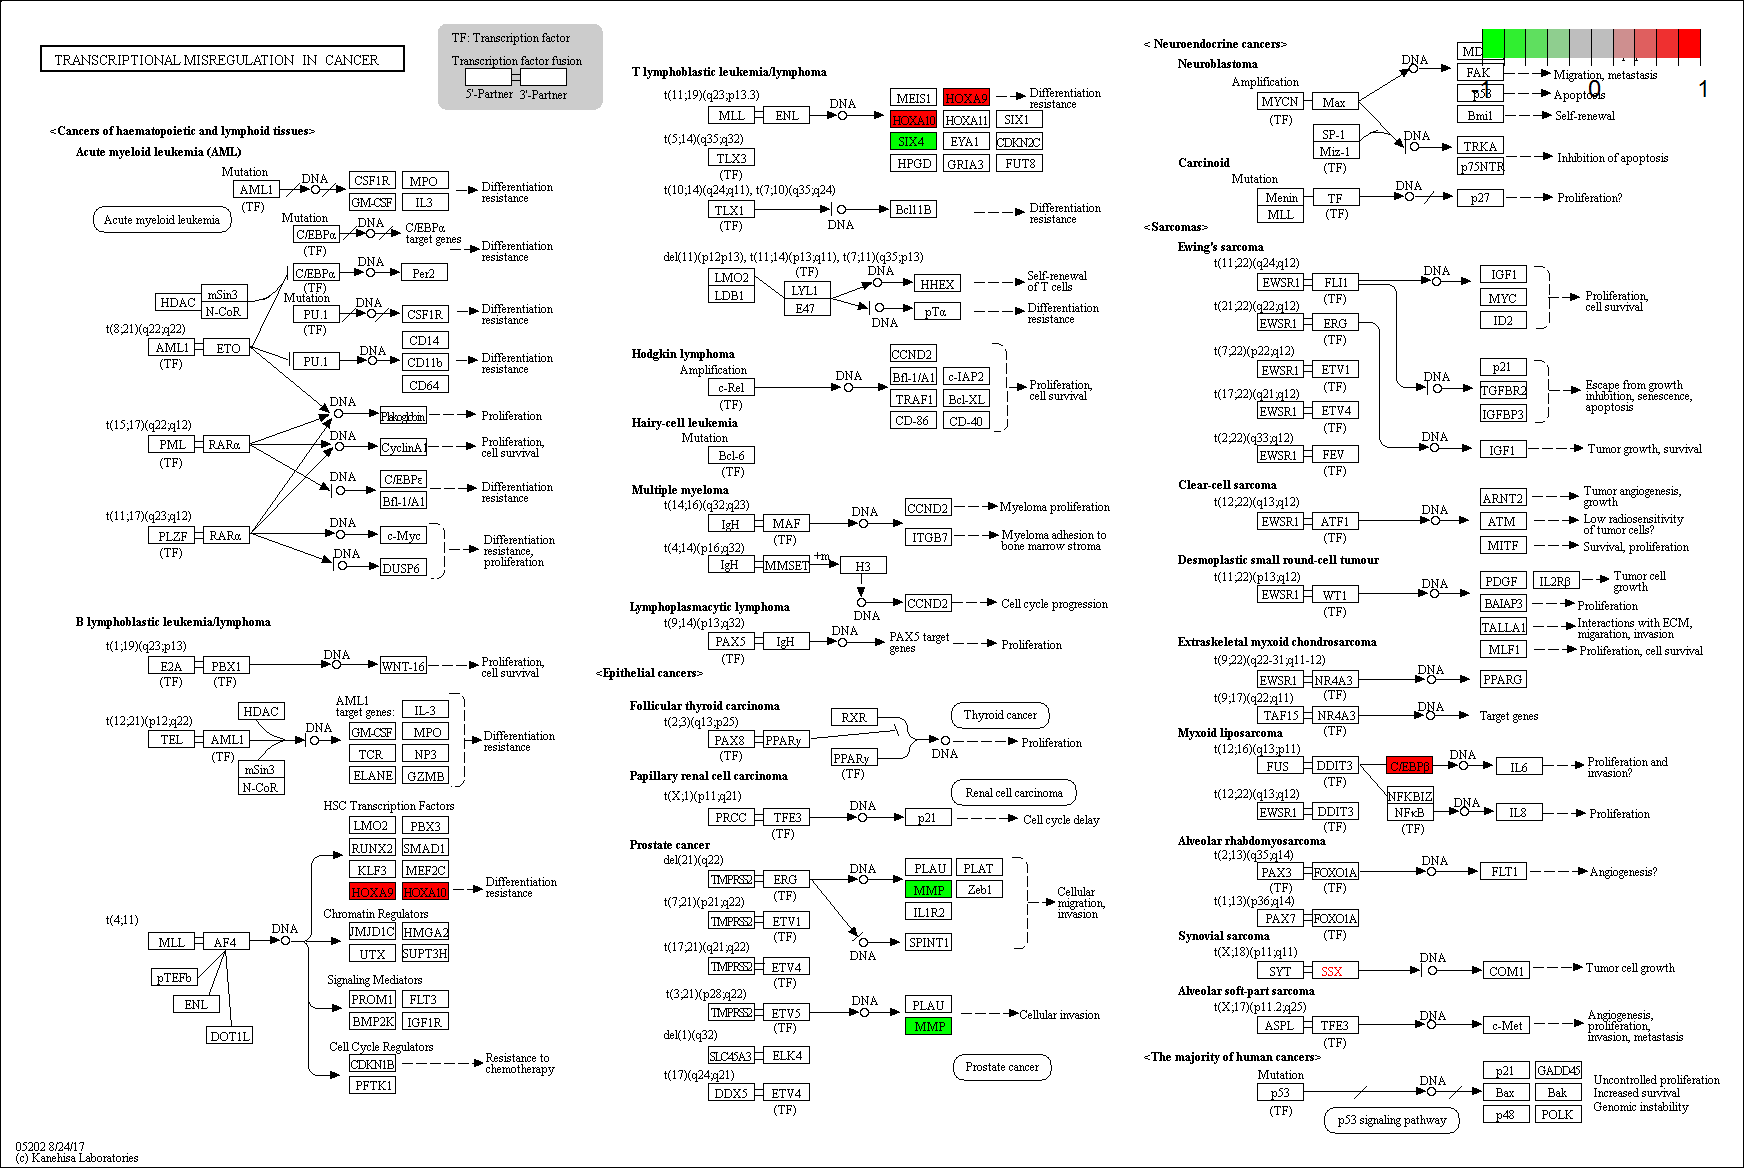 TRANSCRIPTIONAL MISREGULATION IN CANCER
TF: Transcription factor
Transcription factor fusion
5'-Partner 3'-Partner
<Cancers of haematopoietic and lymphoid tissues>
Acute myeloid leukemia (AML)
Mutation
AML1
(TF)
DNA
CSF1R
MPO
GM-CSF
IL3
Differentiation
resistance
Acute myeloid leukemia
Mutation
C/EBPα
(TF)
DNA
C/EBPα
target genes
Differentiation
resistance
C/EBPα
(TF)
DNA
Per2
HDAC
mSin3
N-CoR
Mutation
PU.1
(TF)
DNA
CSF1R
Differentiation
resistance
t(8;21)(q22;q22)
AML1
ETO
(TF)
PU.1
DNA
CD14
CD11b
CD64
Differentiation
resistance
DNA
Plakoglobin
Proliferation
t(15;17)(q22;q12)
PML
RARα
(TF)
DNA
CyclinA1
Proliferation,
cell survival
DNA
C/EBPε
Bfl-1/A1
Differentiation
resistance
t(11;17)(q23;q12)
PLZF
RARα
(TF)
DNA
c-Myc
DNA
DUSP6
Differentiation
resistance,
proliferation
B lymphoblastic leukemia/lymphoma
t(1;19)(q23;p13)
E2A
PBX1
(TF)
(TF)
DNA
WNT-16
Proliferation,
cell survival
t(12;21)(p12;q22)
TEL
AML1
(TF)
HDAC
mSin3
N-CoR
DNA
AML1
target genes:
IL-3
GM-CSF
MPO
TCR
NP3
ELANE
GZMB
Differentiation
resistance
HSC Transcription Factors
LMO2
PBX3
RUNX2
SMAD1
KLF3
MEF2C
HOXA9
HOXA10
Differentiation
resistance
t(4;11)
MLL
AF4
DNA
pTEFb
ENL
DOT1L
Chromatin Regulators
JMJD1C
HMGA2
UTX
SUPT3H
Signaling Mediators
PROM1
FLT3
BMP2K
IGF1R
Cell Cycle Regulators
CDKN1B
PFTK1
Resistance to
chemotherapy
05202 8/24/17
(c) Kanehisa Laboratories
T lymphoblastic leukemia/lymphoma
t(11;19)(q23;p13.3)
MLL
ENL
DNA
MEIS1
HOXA9
HOXA10
HOXA11
SIX1
SIX4
EYA1
CDKN2C
HPGD
GRIA3
FUT8
Differentiation
resistance
t(5;14)(q35;q32)
TLX3
(TF)
t(10;14)(q24;q11), t(7;10)(q35;q24)
TLX1
(TF)
DNA
Bcl11B
Differentiation
resistance
del(11)(p12p13), t(11;14)(p13;q11), t(7;11)(q35;p13)
LMO2
LDB1
(TF)
LYL1
E47
DNA
HHEX
Self-renewal
of T cells
DNA
pTα
Differentiation
resistance
Hodgkin lymphoma
Amplification
c-Rel
(TF)
DNA
CCND2
Bfl-1/A1
c-IAP2
TRAF1
Bcl-XL
CD-86
CD-40
Proliferation,
cell survival
Hairy-cell leukemia
Mutation
Bcl-6
(TF)
Multiple myeloma
t(14;16)(q32;q23)
IgH
MAF
(TF)
DNA
CCND2
Myeloma proliferation
ITGB7
Myeloma adhesion to
bone marrow stroma
t(4;14)(p16;q32)
IgH
MMSET
+m
H3
DNA
CCND2
Cell cycle progression
Lymphoplasmacytic lymphoma
t(9;14)(p13;q32)
PAX5
IgH
(TF)
DNA
PAX5 target
genes
Proliferation
<Epithelial cancers>
Follicular thyroid carcinoma
t(2;3)(q13;p25)
PAX8
PPARγ
(TF)
(TF)
RXR
PPARγ
(TF)
DNA
Thyroid cancer
Proliferation
Papillary renal cell carcinoma
t(X;1)(p11;q21)
PRCC
TFE3
(TF)
DNA
p21
Renal cell carcinoma
Cell cycle delay
Prostate cancer
del(21)(q22)
TMPRSS2
ERG
(TF)
DNA
PLAU
PLAT
MMP
Zeb1
IL1R2
DNA
SPINT1
Cellular
migration,
invasion
t(7;21)(p21;q22)
TMPRSS2
ETV1
(TF)
t(17;21)(q21;q22)
TMPRSS2
ETV4
(TF)
t(3;21)(p28;q22)
TMPRSS2
ETV5
(TF)
DNA
PLAU
MMP
Cellular invasion
del(1)(q32)
SLC45A3
ELK4
t(17)(q24;q21)
DDX5
ETV4
(TF)
Prostate cancer
<Neuroendocrine cancers>
Neuroblastoma
Amplification
MYCN
Max
(TF)
DNA
FAK
Migration, metastasis
p53
Apoptosis
Bmi1
Self-renewal
SP-1
Miz-1
(TF)
DNA
TRKA
p75NTR
Inhibition of apoptosis
-1
0
1
Carcinoid
Mutation
Menin
MLL
TF
(TF)
DNA
p27
Proliferation?
<Sarcomas>
Ewing's sarcoma
t(11;22)(q24;q12)
EWSR1
FLI1
(TF)
DNA
IGF1
MYC
ID2
Proliferation,
cell survival
t(21;22)(q22;q12)
EWSR1
ERG
(TF)
t(7;22)(p22;q12)
EWSR1
ETV1
(TF)
DNA
p21
TGFBR2
IGFBP3
Escape from growth
inhibition, senescence,
apoptosis
t(17;22)(q21;q12)
EWSR1
ETV4
(TF)
t(2;22)(q33;q12)
EWSR1
FEV
(TF)
DNA
IGF1
Tumor growth, survival
Clear-cell sarcoma
t(12;22)(q13;q12)
EWSR1
ATF1
(TF)
DNA
ARNT2
Tumor angiogenesis,
growth
ATM
Low radiosensitivity
of tumor cells?
MITF
Survival, proliferation
Desmoplastic small round-cell tumour
t(11;22)(p13;q12)
EWSR1
WT1
(TF)
DNA
PDGF
IL2Rβ
Tumor cell
growth
BAIAP3
Proliferation
TALLA1
Interactions with ECM,
migaration, invasion
MLF1
Proliferation, cell survival
Extraskeletal myxoid chondrosarcoma
t(9;22)(q22-31;q11-12)
EWSR1
NR4A3
(TF)
DNA
PPARG
t(9;17)(q22;q11)
TAF15
NR4A3
(TF)
DNA
Target genes
Myxoid liposarcoma
t(12;16)(q13;p11)
FUS
DDIT3
(TF)
C/EBPβ
DNA
IL6
Proliferation and
invasion?
t(12;22)(q13;q12)
EWSR1
DDIT3
(TF)
NFKBIZ
NFκB
(TF)
DNA
IL8
Proliferation
Alveolar rhabdomyosarcoma
t(2;13)(q35;q14)
PAX3
FOXO1A
(TF)
(TF)
DNA
FLT1
Angiogenesis?
t(1;13)(p36;q14)
PAX7
FOXO1A
(TF)
Synovial sarcoma
t(X;18)(p11;q11)
SYT
SSX
DNA
COM1
Tumor cell growth
Alveolar soft-part sarcoma
t(X;17)(p11.2;q25)
ASPL
TFE3
(TF)
DNA
c-Met
Angiogenesis,
proliferation,
invasion, metastasis
<The majority of human cancers>
Mutation
p53
(TF)
DNA
p21
GADD45
Bax
Bak
p48
POLK
Uncontrolled proliferation
Increased survival
Genomic instability
p53 signaling pathway